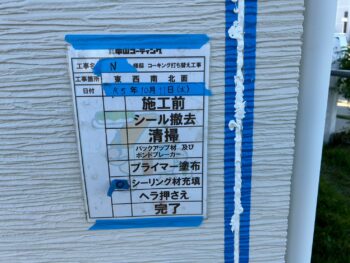 工事名 N 様邸 コーキング打ち替え工事
工事箇所 東 西 南 北面
日付 R5年10月11日(水)
施工前
シール撤去
清掃
バックアップ材 及び
ボンドブレーカー
プライマー塗布
シーリング材充填
ヘラ押さえ
完了